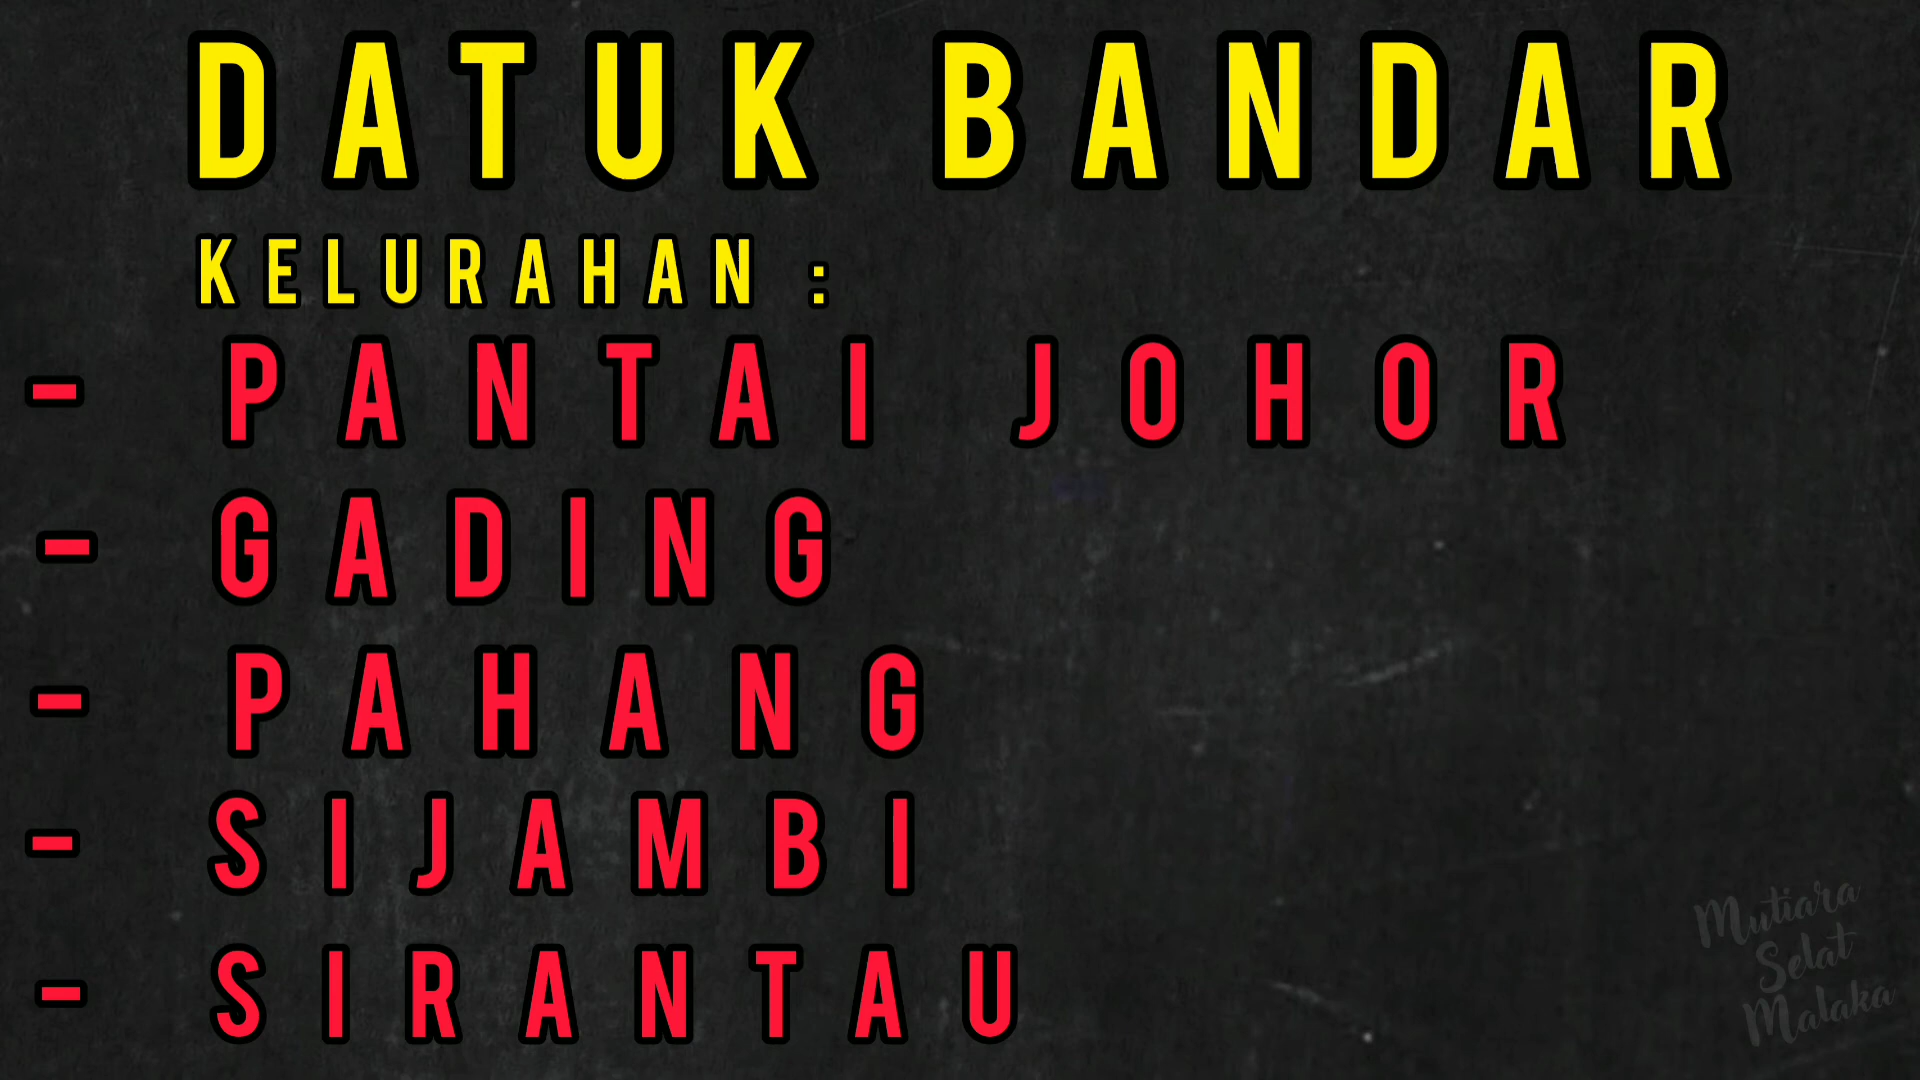 DATUK BANDAR
KELURAHAN :
- PANTAI JOHOR
- GADING
- PAHANG
- SIJAMBI
- SIRANTAU
Mutiara
Selat
Malaka